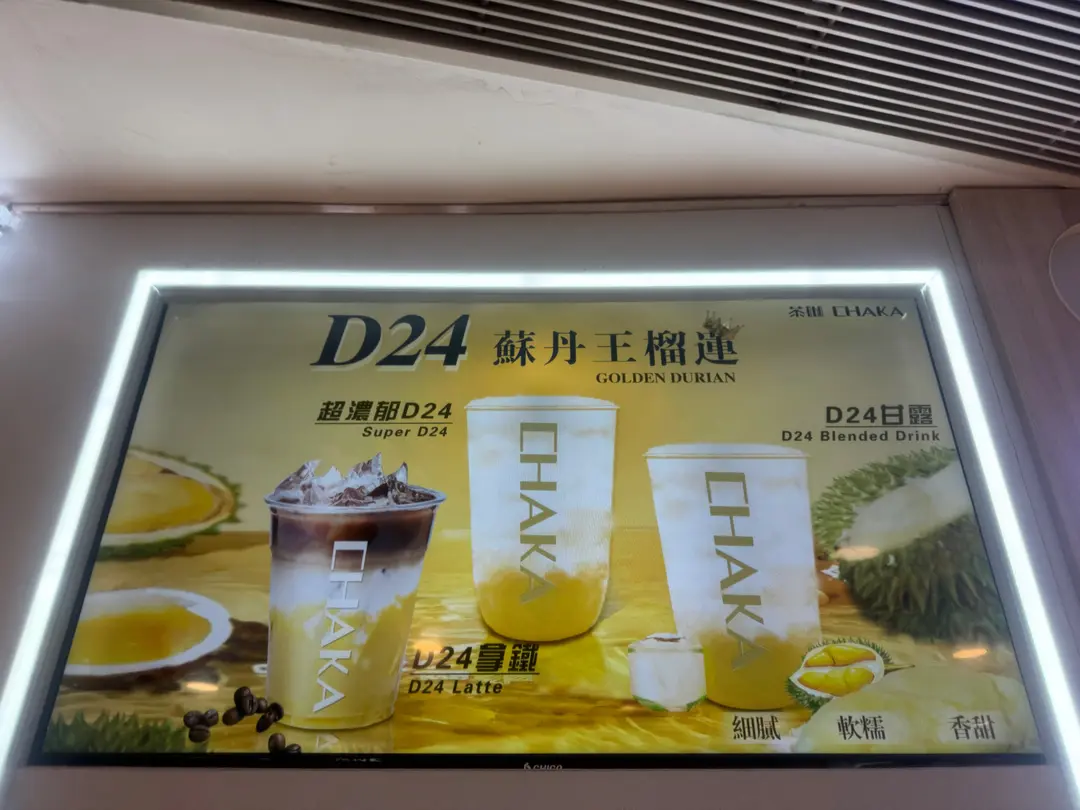 茶咖 CHAKA
D24 蘇丹王榴蓮
GOLDEN DURIAN
超濃郁D24
Super D24
D24甘露
D24 Blended Drink
CHAKA
CHAKA
CHAKA
D24拿鐵
D24 Latte
細膩 軟糯 香甜
CHIGO